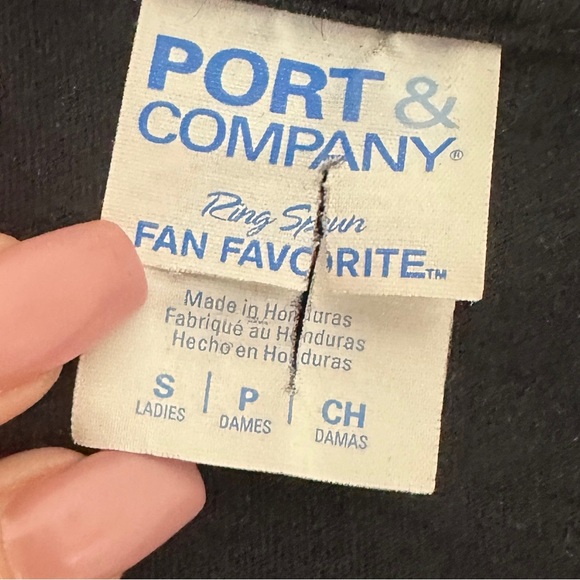 PORT &
COMPANY®
Ring Spun
FAN FAVORITE™
Made in Honduras
Fabriqué au Honduras
Hecho en Honduras
S | P | CH
LADIES DAMES DAMAS